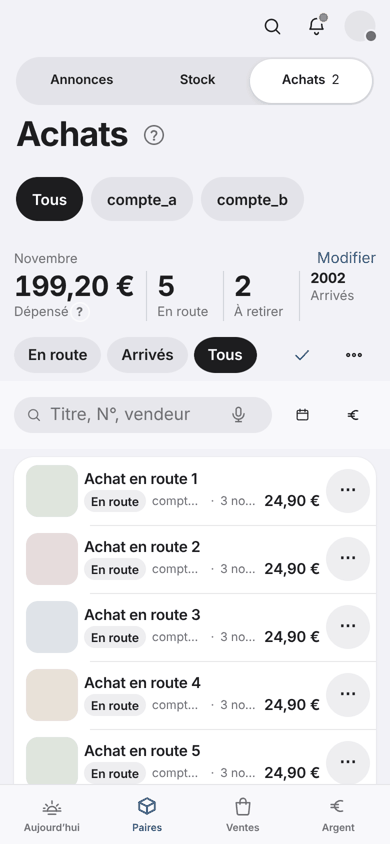 Annonces Stock Achats 2
Achats ?
Tous compte_a compte_b
Novembre Modifier
199,20 € 5 2 2002
Dépensé ? En route À retirer Arrivés
En route Arrivés Tous
Titre, N°, vendeur €
Achat en route 1
En route compt... · 3 no... 24,90 €
Achat en route 2
En route compt... · 3 no... 24,90 €
Achat en route 3
En route compt... · 3 no... 24,90 €
Achat en route 4
En route compt... · 3 no... 24,90 €
Achat en route 5
En route compt... · 3 no... 24,90 €
Aujourd'hui Paires Ventes Argent